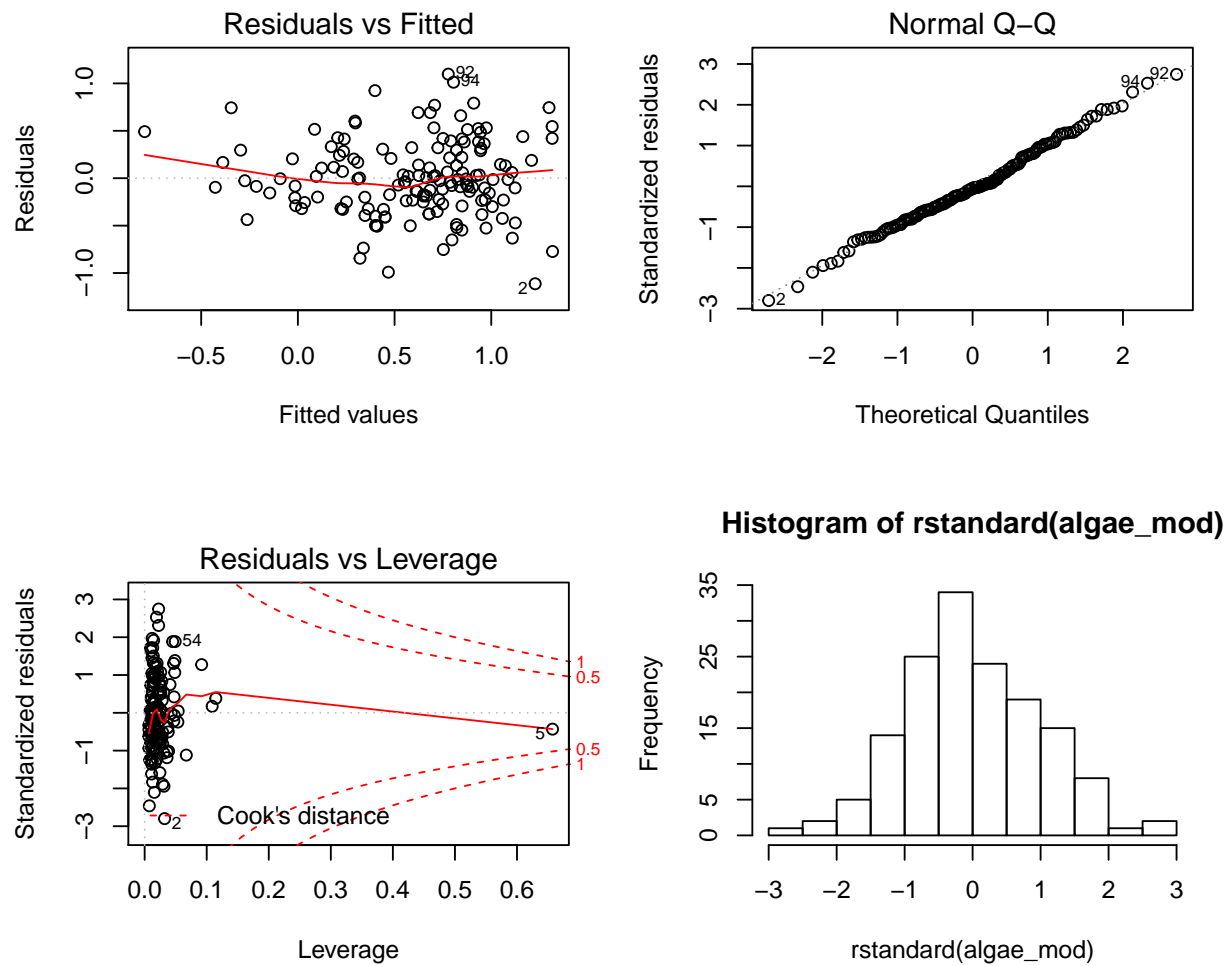 Residuals vs Fitted
Residuals
1.0
0.0
−1.0
92
94
2
−0.5 0.0 0.5 1.0
Fitted values
Normal Q−Q
Standardized residuals
3
2
1
−1
−3
94 92
2
−2 −1 0 1 2
Theoretical Quantiles
Residuals vs Leverage
Standardized residuals
3
2
1
−1
−3
54
1
0.5
5
0.5
1
Cook's distance
2
0.0 0.1 0.2 0.3 0.4 0.5 0.6
Leverage
Histogram of rstandard(algae_mod)
Frequency
35
25
15
5
0
−3 −2 −1 0 1 2 3
rstandard(algae_mod)